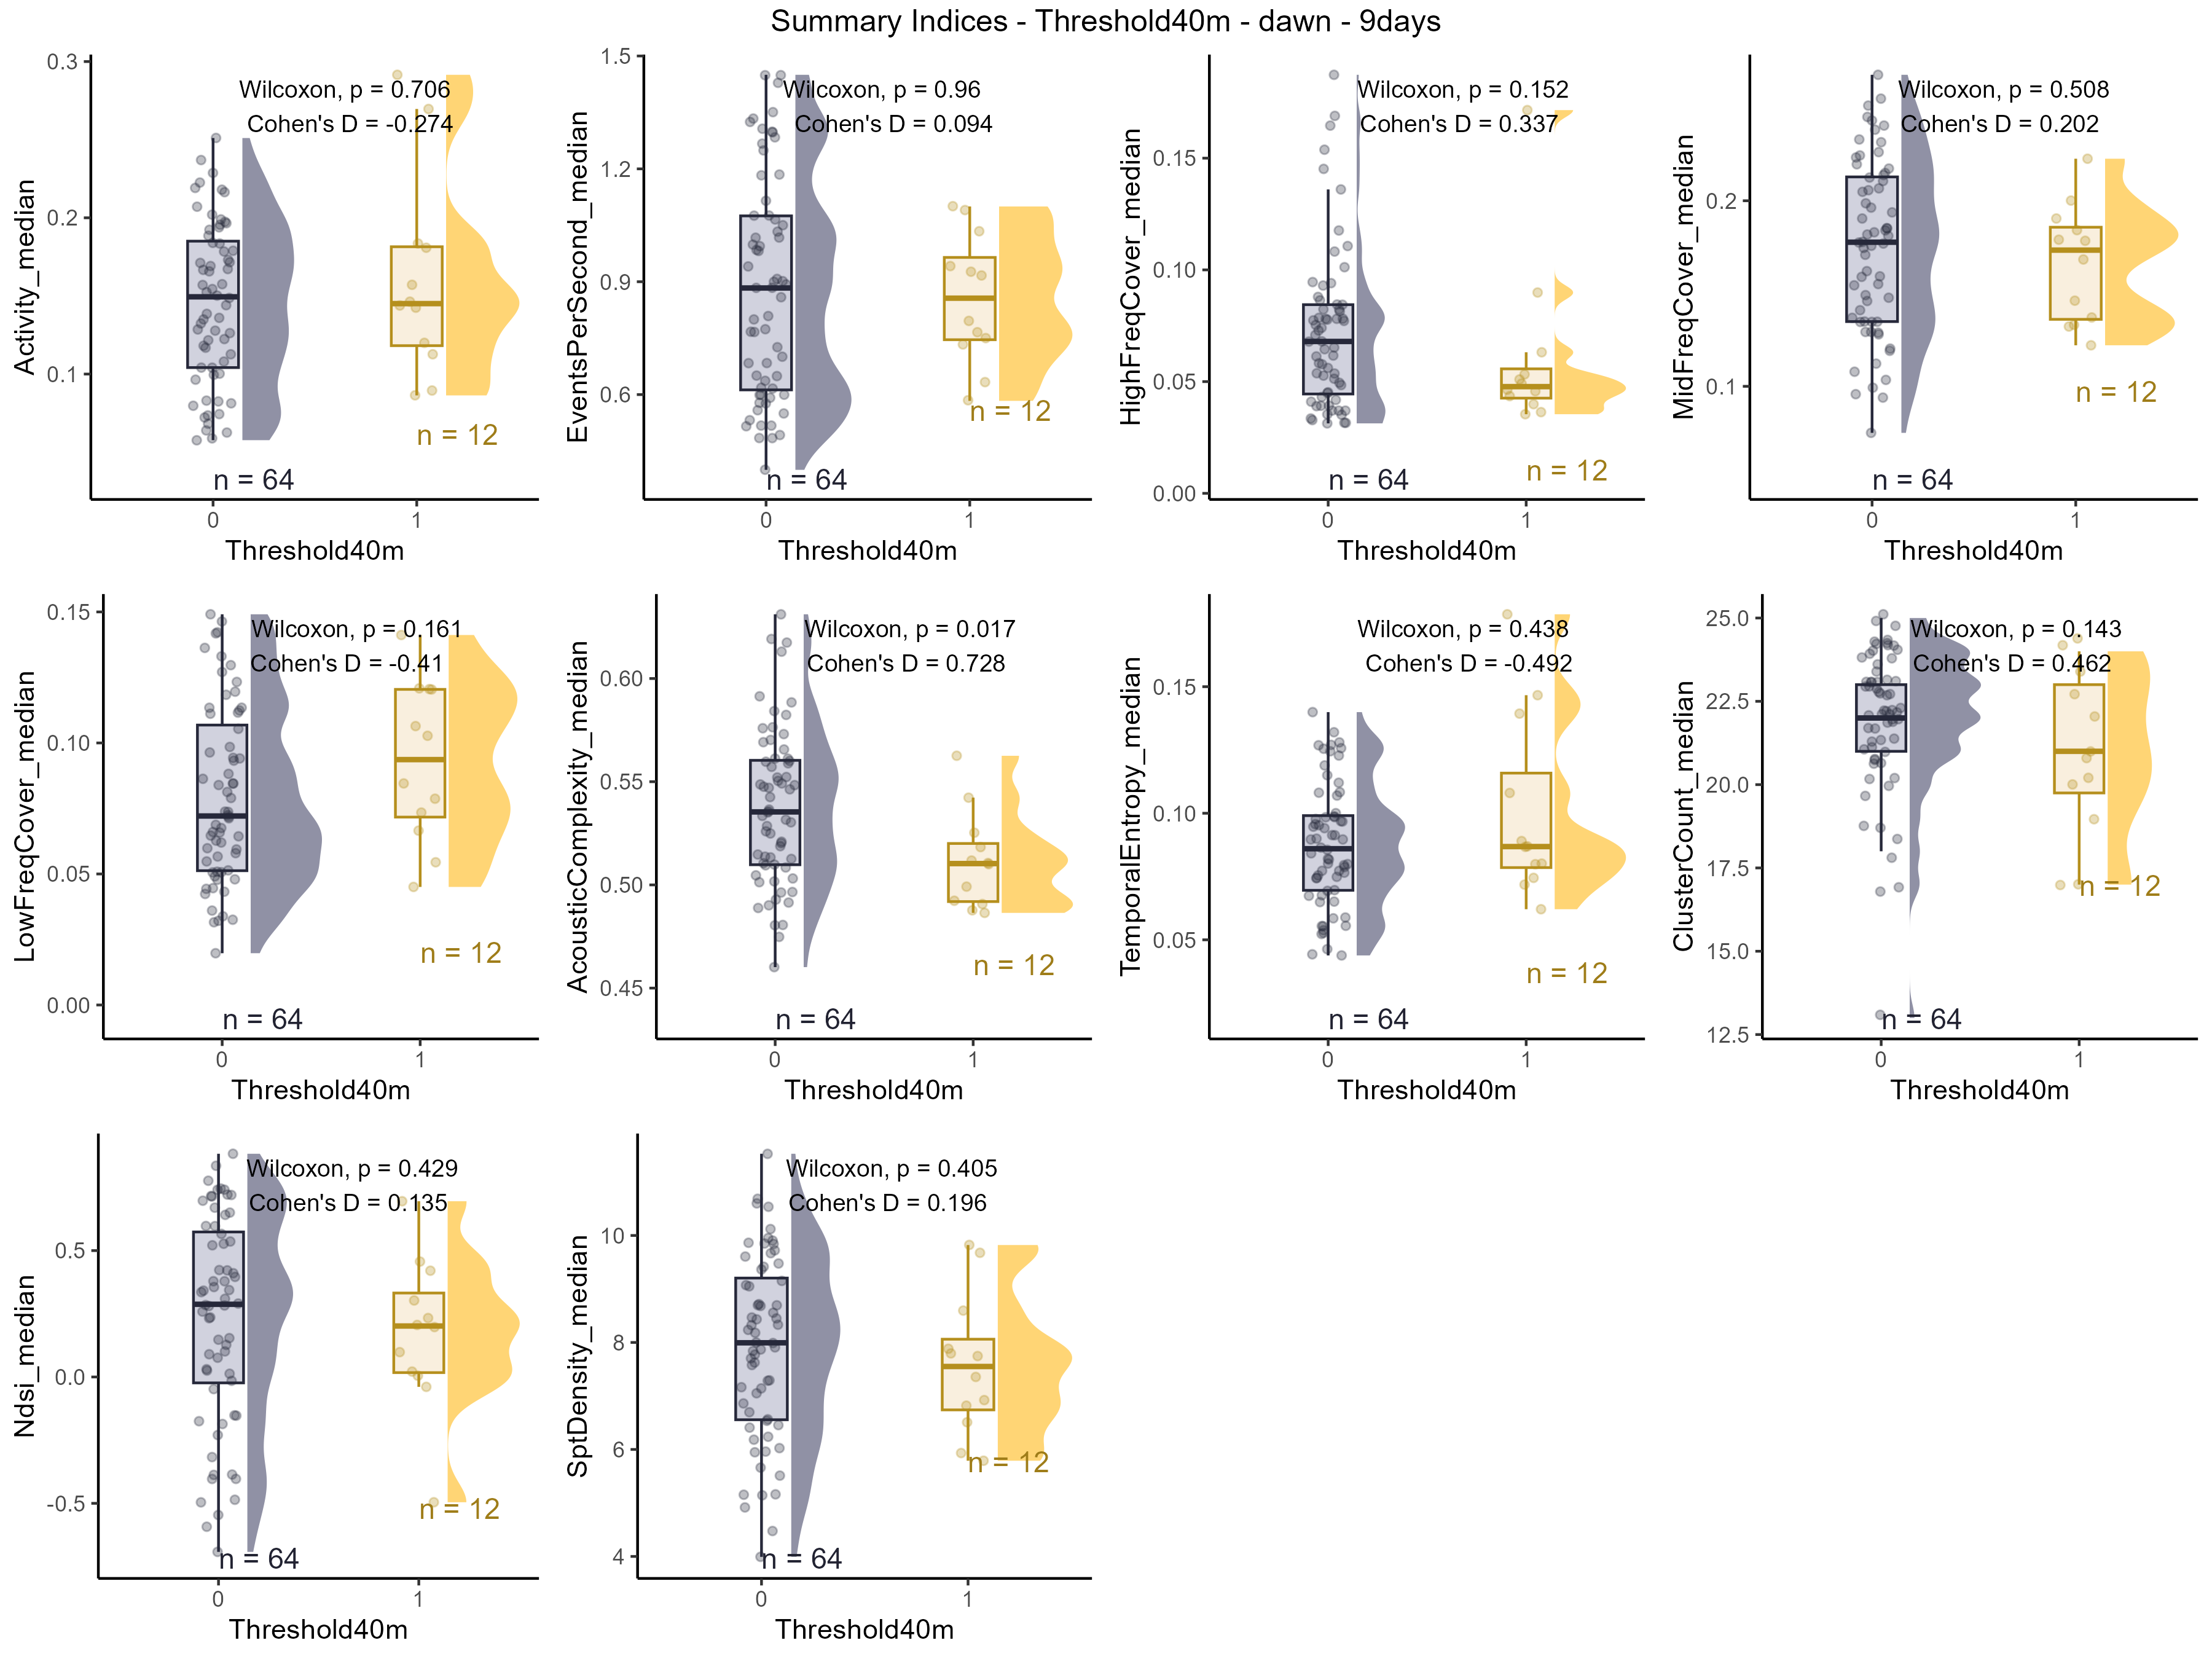 Summary Indices - Threshold40m - dawn - 9days
Activity_median
0.3
0.2
0.1
Wilcoxon, p = 0.706
Cohen's D = -0.274
n = 64
n = 12
0
1
Threshold40m
EventsPerSecond_median
1.5
1.2
0.9
0.6
Wilcoxon, p = 0.96
Cohen's D = 0.094
n = 64
n = 12
0
1
Threshold40m
HighFreqCover_median
0.15
0.10
0.05
0.00
Wilcoxon, p = 0.152
Cohen's D = 0.337
n = 64
n = 12
0
1
Threshold40m
MidFreqCover_median
0.2
0.1
Wilcoxon, p = 0.508
Cohen's D = 0.202
n = 64
n = 12
0
1
Threshold40m
LowFreqCover_median
0.15
0.10
0.05
0.00
Wilcoxon, p = 0.161
Cohen's D = -0.41
n = 64
n = 12
0
1
Threshold40m
AcousticComplexity_median
0.60
0.55
0.50
0.45
Wilcoxon, p = 0.017
Cohen's D = 0.728
n = 64
n = 12
0
1
Threshold40m
TemporalEntropy_median
0.15
0.10
0.05
Wilcoxon, p = 0.438
Cohen's D = -0.492
n = 64
n = 12
0
1
Threshold40m
ClusterCount_median
25.0
22.5
20.0
17.5
15.0
12.5
Wilcoxon, p = 0.143
Cohen's D = 0.462
n = 64
n = 12
0
1
Threshold40m
Ndsi_median
0.5
0.0
-0.5
Wilcoxon, p = 0.429
Cohen's D = 0.135
n = 64
n = 12
0
1
Threshold40m
SptDensity_median
10
8
6
4
Wilcoxon, p = 0.405
Cohen's D = 0.196
n = 64
n = 12
0
1
Threshold40m